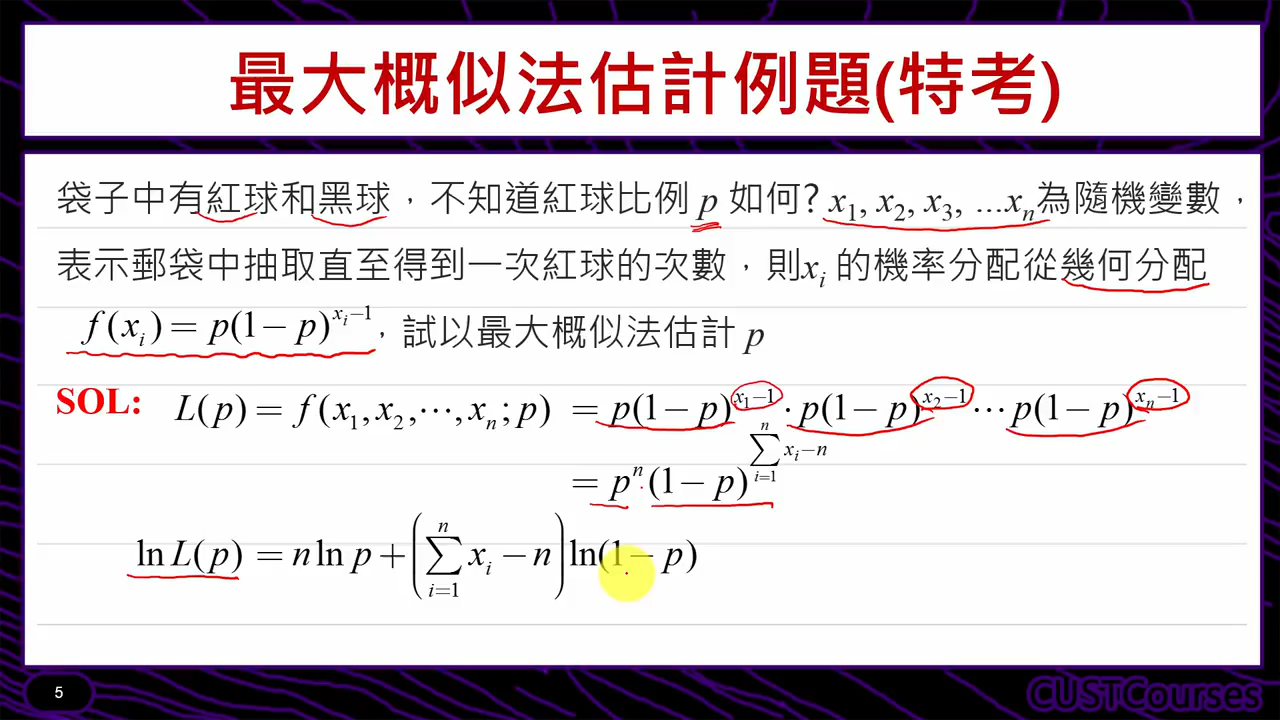 最大概似法估計例題(特考)
袋子中有紅球和黑球，不知道紅球比例 p 如何? x₁, x₂, x₃, ...xₙ為隨機變數，
表示郵袋中抽取直至得到一次紅球的次數，則xᵢ 的機率分配從幾何分配
f(xᵢ) = p(1−p)^(xᵢ−1)，試以最大概似法估計 p
SOL: L(p) = f(x₁,x₂,⋯,xₙ;p) = p(1−p)^(x₁−1) · p(1−p)^(x₂−1) ⋯ p(1−p)^(xₙ−1)
= pⁿ(1−p)^(∑_{i=1}^{n} xᵢ−n)
ln L(p) = n ln p + (∑_{i=1}^{n} xᵢ − n) ln(1−p)
5
CUSTCourses